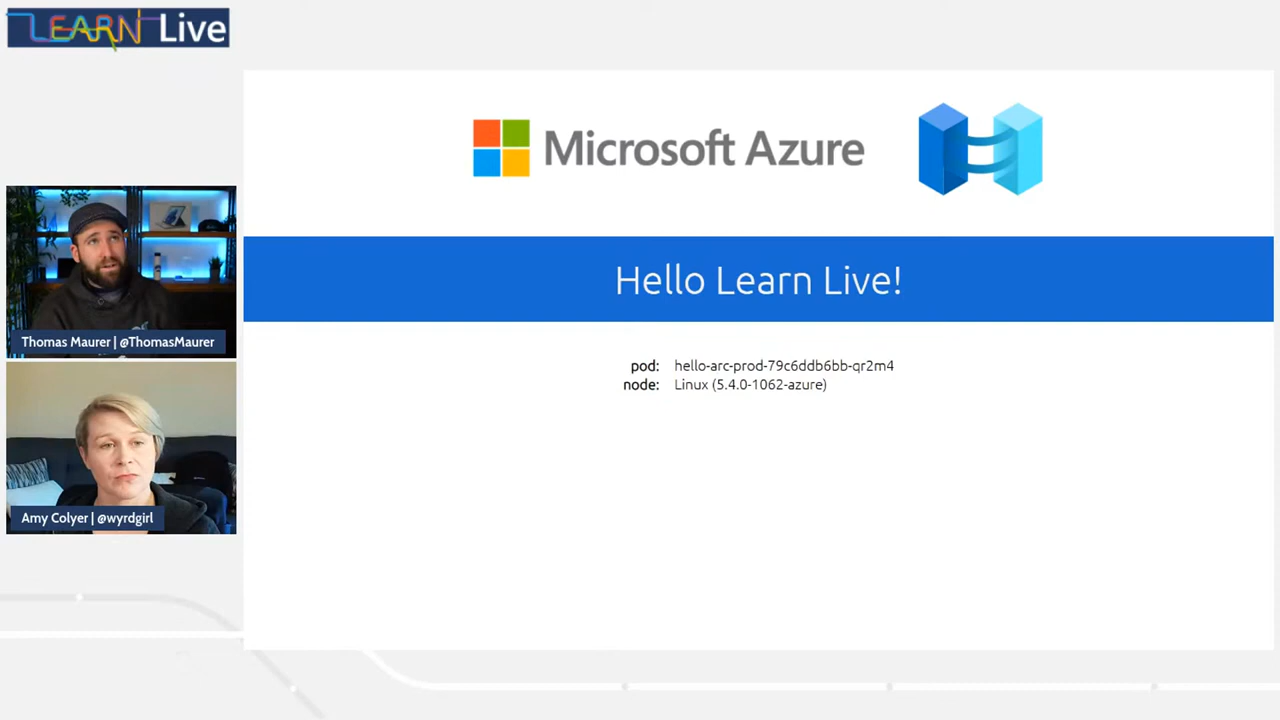 LEARN Live
Microsoft Azure
Hello Learn Live!
pod: hello-arc-prod-79c6ddb6bb-qr2m4
node: Linux (5.4.0-1062-azure)
Thomas Maurer | @ThomasMaurer
Amy Colyer | @wyrdgirl